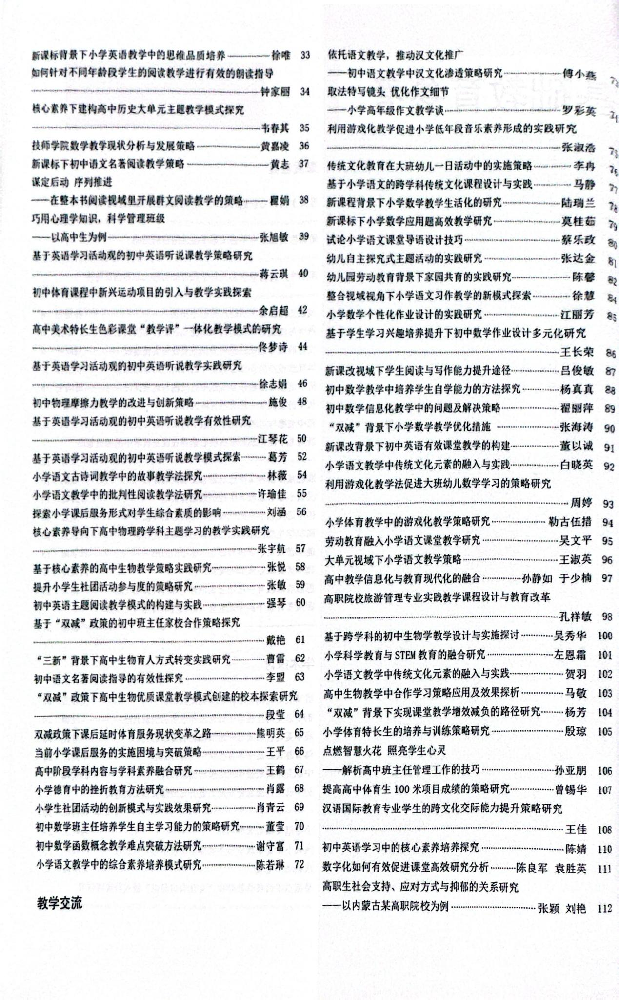 新课标背景下小学英语教学中的思维品质培养 徐唯 33
如何针对不同年龄段学生的阅读教学进行有效的朗读指导
钟家丽 34
核心素养下建构高中历史大单元主题教学模式探究
韦春其 35
技师学院数学教学现状分析与发展策略 黄嘉凌 36
新课标下初中语文名著阅读教学策略 黄志 37
谋定后动 序列推进
——在整本书阅读视域里开展群文阅读教学的策略 瞿娟 38
巧用心理学知识，科学管理班级
——以高中生为例 张旭敏 39
基于英语学习活动观的初中英语听说课教学策略研究
蒋云琪 40
初中体育课程中新兴运动项目的引入与教学实践探索
余启超 42
高中美术特长生色彩课堂“教学评”一体化教学模式的研究
佟梦诗 44
基于英语学习活动观的初中英语听说教学实践研究
徐志娟 46
初中物理摩擦力教学的改进与创新策略 施俊 48
基于英语学习活动观的初中英语听说教学有效性研究
江琴花 50
基于英语学习活动观的初中英语听说教学模式探索 葛芳 52
小学语文古诗词教学中的故事教学法探究 林薇 54
小学语文教学中的批判性阅读教学法研究 许瑜佳 55
探索小学课后服务形式对学生综合素质的影响 刘涵 56
核心素养导向下高中物理跨学科主题学习的教学实践研究
张宇航 57
基于核心素养的高中生物教学策略实践研究 张悦 58
提升小学生社团活动参与度的策略研究 张敏 59
初中英语主题阅读教学模式的构建与实践 强琴 60
基于“双减”政策的初中班主任家校合作策略探究
戴艳 61
“三新”背景下高中生物育人方式转变实践研究 曹雷 62
初中语文名著阅读指导的有效性探究 李盟 63
“双减”政策下高中生物优质课堂教学模式创建的校本探索研究
段莹 64
双减政策下课后延时体育服务现状变革之路 熊明英 65
当前小学课后服务的实施困境与突破策略 王平 66
高中阶段学科内容与学科素养融合研究 王鹤 67
小学德育中的挫折教育方法研究 肖露 68
小学生社团活动的创新模式与实践效果研究 肖青云 69
初中数学班主任培养学生自主学习能力的策略研究 董莹 70
初中数学函数概念教学难点突破方法研究 谢守富 71
小学语文教学中的综合素养培养模式研究 陈若琳 72
教学交流
依托语文教学，推动汉文化推广
——初中语文教学中汉文化渗透策略研究 傅小燕
取法特写镜头 优化作文细节
——小学高年级作文教学谈 罗彩英
利用游戏化教学促进小学低年段音乐素养形成的实践研究
张淑浩
传统文化教育在大班幼儿一日活动中的实施策略 李冉 76
基于小学语文的跨学科传统文化课程设计与实践 马静 77
新课程背景下小学数学教学生活化的研究 陆瑞兰 78
新课标下小学数学应用题高效教学研究 莫桂茹 79
试论小学语文课堂导语设计技巧 蔡乐政 80
幼儿自主探究式主题活动的实践研究 张达金 81
幼儿园劳动教育背景下家园共育的实践研究 陈馨 82
整合视域视角下小学语文习作教学的新模式探索 徐慧 84
小学数学个性化作业设计的实践研究 江丽芳 85
基于学生学习兴趣培养提升下初中数学作业设计多元化研究
王长荣 86
新课改视域下学生阅读与写作能力提升途径 吕俊敏 87
初中数学教学中培养学生自学能力的方法探究 杨真真 88
初中数学信息化教学中的问题及解决策略 翟丽萍 89
“双减”背景下小学数学教学优化措施 张海涛 90
新课改背景下初中英语有效课堂教学的构建 董以诚 91
小学语文教学中传统文化元素的融入与实践 白晓英 92
利用游戏化教学法促进大班幼儿数学学习的策略研究
周婷 93
小学体育教学中的游戏化教学策略研究 勒古伍措 94
劳动教育融入小学语文课堂教学研究 吴文平 95
大单元视域下小学语文教学策略 王淑英 96
高中教学信息化与教育现代化的融合 孙静如 于少楠 97
高职院校旅游管理专业实践教学课程设计与教育改革
孔祥敏 98
基于跨学科的初中生物学教学设计与实施探讨 吴秀华 100
小学科学教育与STEM教育的融合研究 左恩霜 101
小学语文教学中传统文化元素的融入与实践 贺羽 102
高中生物教学中合作学习策略应用及效果探析 马敬 103
“双减”背景下实现课堂教学增效减负的路径研究 杨芳 104
小学体育特长生的培养与训练策略研究 殷琼 105
点燃智慧火花 照亮学生心灵
——解析高中班主任管理工作的技巧 孙亚朋 106
提高高中体育生100米项目成绩的策略研究 曾锡华 107
汉语国际教育专业学生的跨文化交际能力提升策略研究
王佳 108
初中英语学习中的核心素养培养探究 陈婧 110
数字化如何有效促进课堂高效研究分析 陈良军 袁胜英 111
高职生社会支持、应对方式与抑郁的关系研究
——以内蒙古某高职院校为例 张颖 刘艳 112